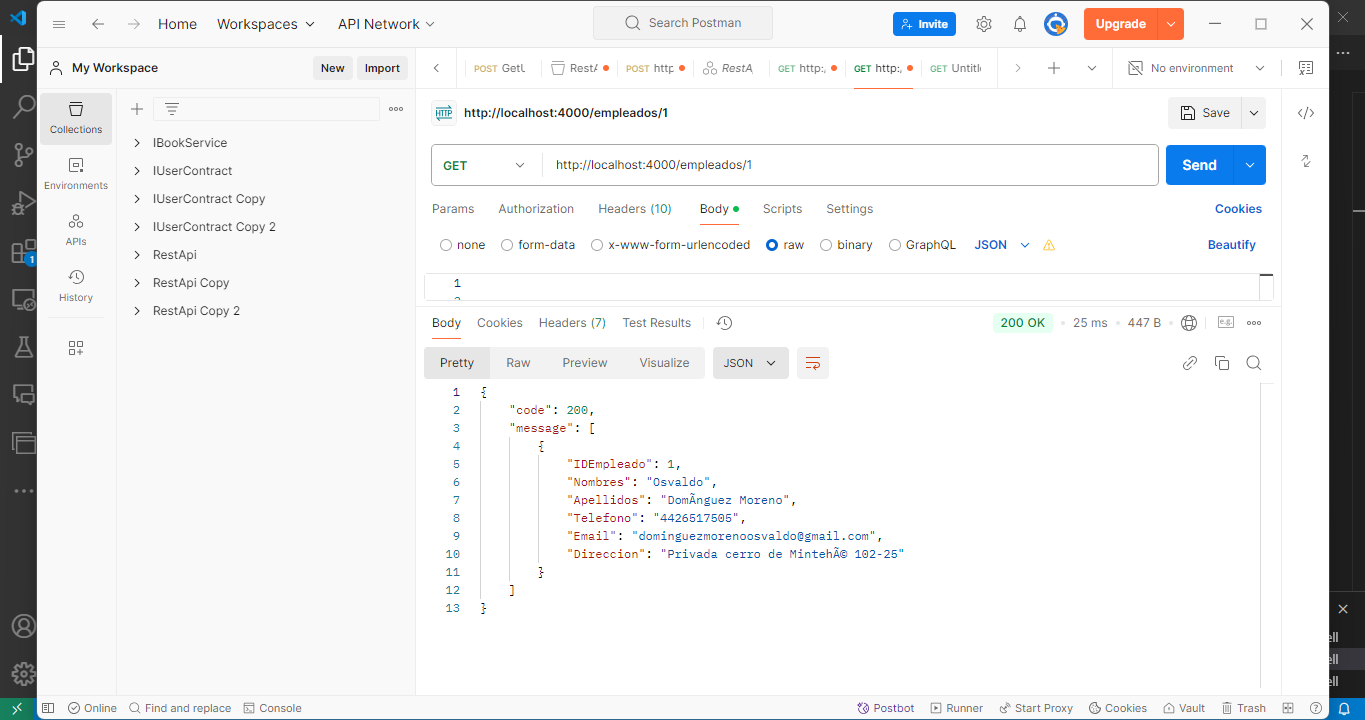 Home Workspaces API Network Search Postman Invite Upgrade
My Workspace New Import POST GetU RestA POST http RestA GET http:, GET http:, GET Untitle No environment
Collections
Environments
APIs
History
IBookService
IUserContract
IUserContract Copy
IUserContract Copy 2
RestApi
RestApi Copy
RestApi Copy 2
HTTP http://localhost:4000/empleados/1 Save
GET http://localhost:4000/empleados/1 Send
Params Authorization Headers (10) Body Scripts Settings Cookies
none form-data x-www-form-urlencoded raw binary GraphQL JSON Beautify
1
Body Cookies Headers (7) Test Results 200 OK 25 ms 447 B e.g.
Pretty Raw Preview Visualize JSON
1 {
2 "code": 200,
3 "message": [
4 {
5 "IDEmpleado": 1,
6 "Nombres": "Osvaldo",
7 "Apellidos": "DomÃnguez Moreno",
8 "Telefono": "4426517505",
9 "Email": "dominguezmorenoosvaldo@gmail.com",
10 "Direccion": "Privada cerro de MintehÃ© 102-25"
11 }
12 ]
13 }
1
ell
ell
ell
Online Find and replace Console Postbot Runner Start Proxy Cookies Vault Trash